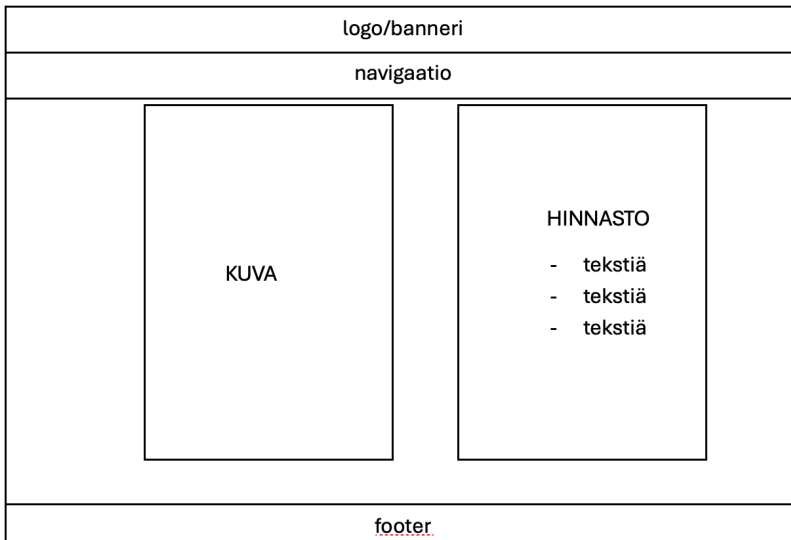 logo/banneri
navigaatio
KUVA
HINNASTO
- tekstiä
- tekstiä
- tekstiä
footer